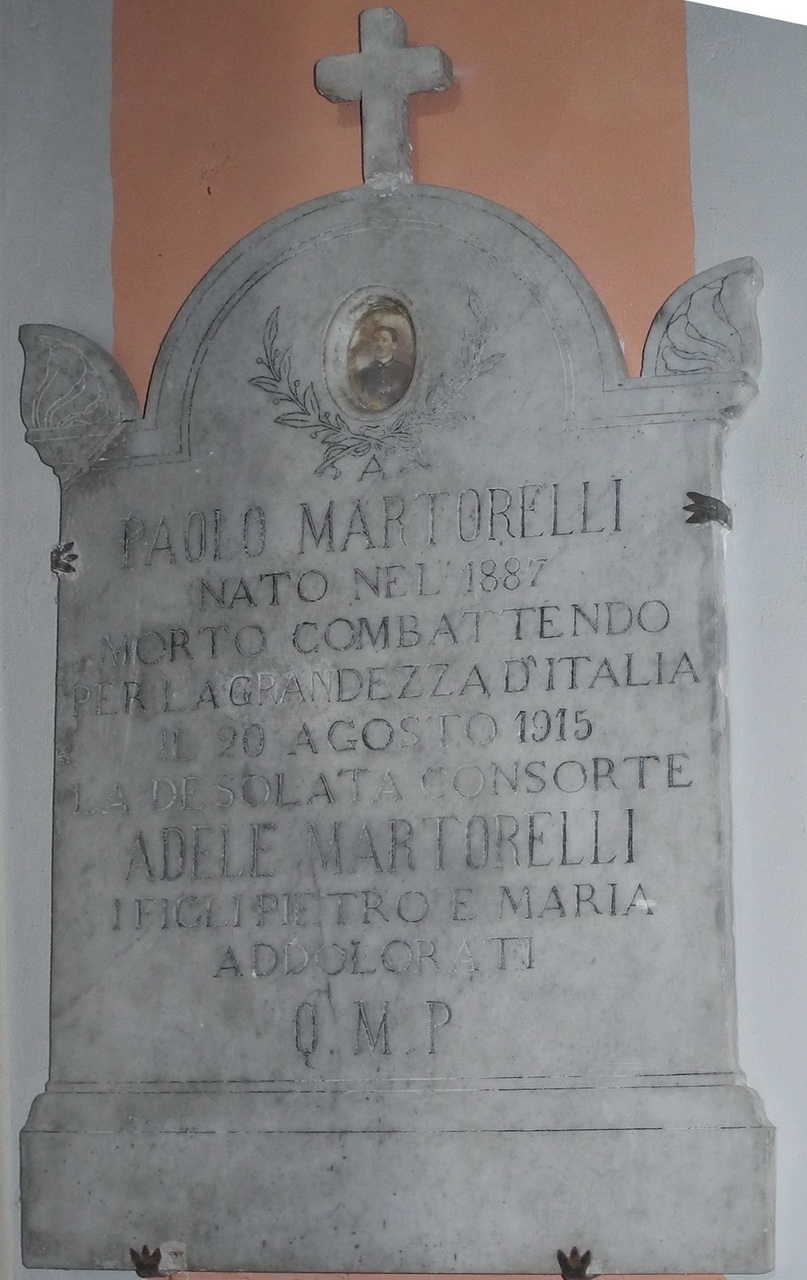 A
PAOLO MARTORELLI
NATO NEL 1887
MORTO COMBATTENDO
PER LA GRANDEZZA D'ITALIA
IL 20 AGOSTO 1915
LA DESOLATA CONSORTE
ADELE MARTORELLI
I FIGLI PIETRO E MARIA
ADDOLORATI
Q.M.P